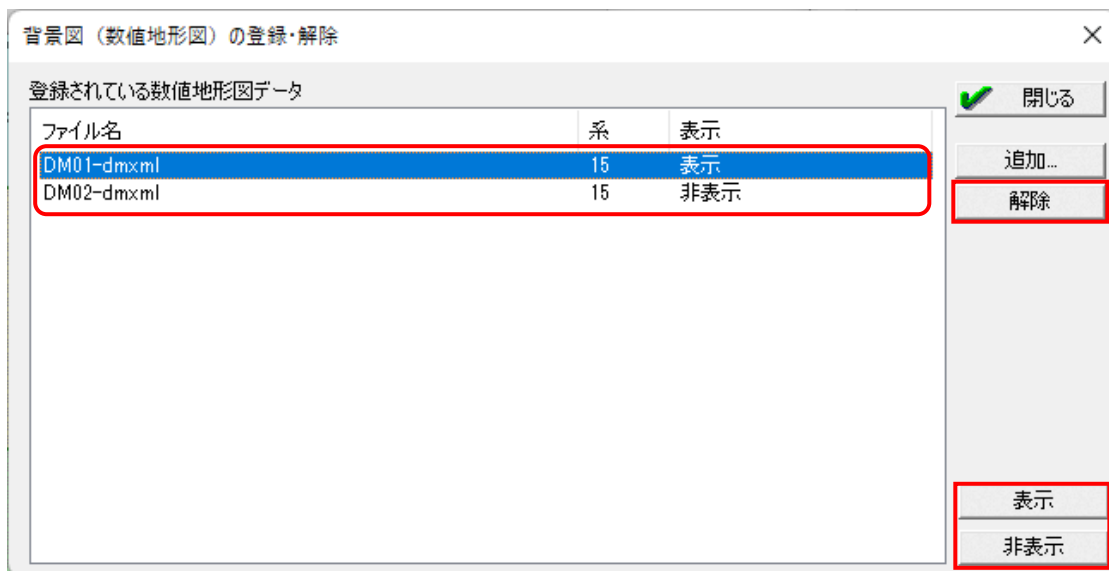 背景図（数値地形図）の登録・解除
登録されている数値地形図データ
ファイル名 系 表示
DM01-dmxml 15 表示
DM02-dmxml 15 非表示
閉じる
追加...
解除
表示
非表示